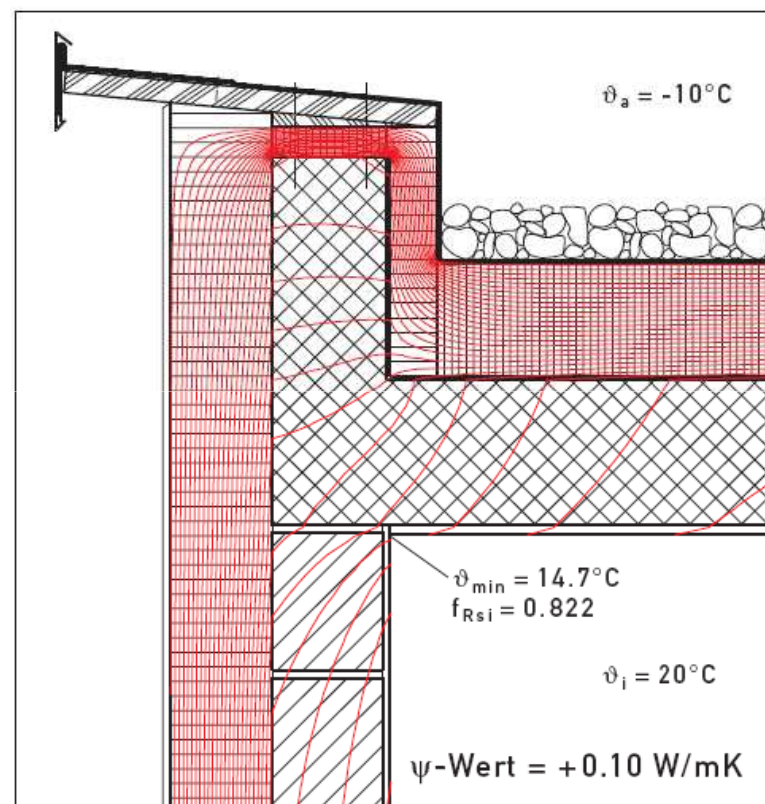 ϑa = -10°C
ϑmin = 14.7°C
fRsi = 0.822
ϑi = 20°C
ψ-Wert = +0.10 W/mK